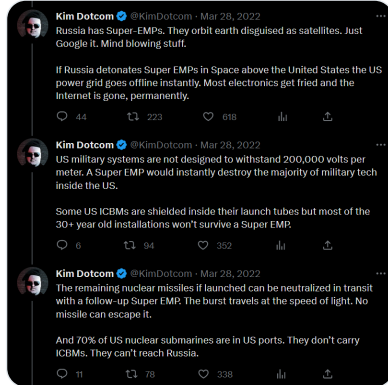 Kim Dotcom @KimDotcom · Mar 28, 2022
Russia has Super-EMPs. They orbit earth disguised as satellites. Just
Google it. Mind blowing stuff.
If Russia detonates Super EMPs in Space above the United States the US
power grid goes offline instantly. Most electronics get fried and the
Internet is gone, permanently.
44 223 618
Kim Dotcom @KimDotcom · Mar 28, 2022
US military systems are not designed to withstand 200,000 volts per
meter. A Super EMP would instantly destroy the majority of military tech
inside the US.
Some US ICBMs are shielded inside their launch tubes but most of the
30+ year old installations won't survive a Super EMP.
6 94 352
Kim Dotcom @KimDotcom · Mar 28, 2022
The remaining nuclear missiles if launched can be neutralized in transit
with a follow-up Super EMP. The burst travels at the speed of light. No
missile can escape it.
And 70% of US nuclear submarines are in US ports. They don't carry
ICBMs. They can't reach Russia.
11 78 338